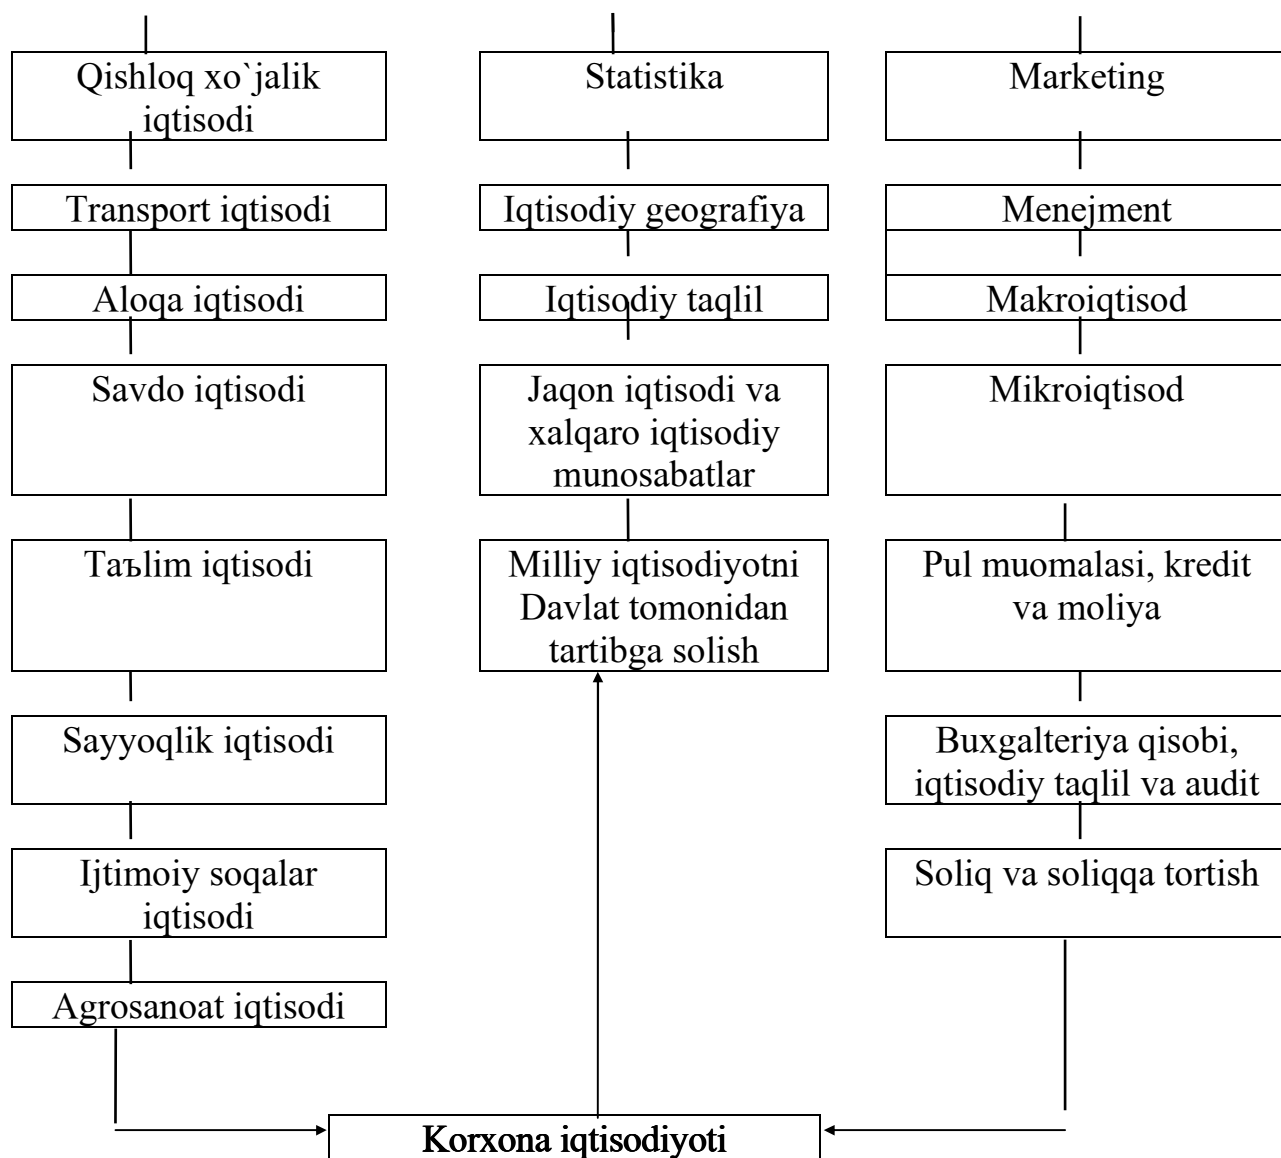 Qishloq xo`jalik
iqtisodi
Transport iqtisodi
Aloqa iqtisodi
Savdo iqtisodi
Taьlim iqtisodi
Sayyoqlik iqtisodi
Ijtimoiy soqalar
iqtisodi
Agrosanoat iqtisodi
Statistika
Iqtisodiy geografiya
Iqtisodiy taqlil
Jaqon iqtisodi va
xalqaro iqtisodiy
munosabatlar
Milliy iqtisodiyotni
Davlat tomonidan
tartibga solish
Marketing
Menejment
Makroiqtisod
Mikroiqtisod
Pul muomalasi, kredit
va moliya
Buxgalteriya qisobi,
iqtisodiy taqlil va audit
Soliq va soliqqa tortish
Korxona iqtisodiyoti